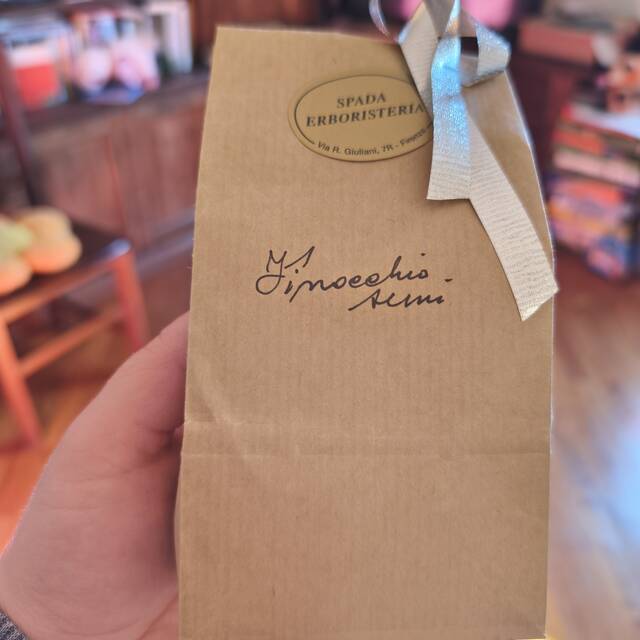 SPADA
ERBORISTERIA
Via R. Giuliani, 7R - Firenze
Finocchio
semi